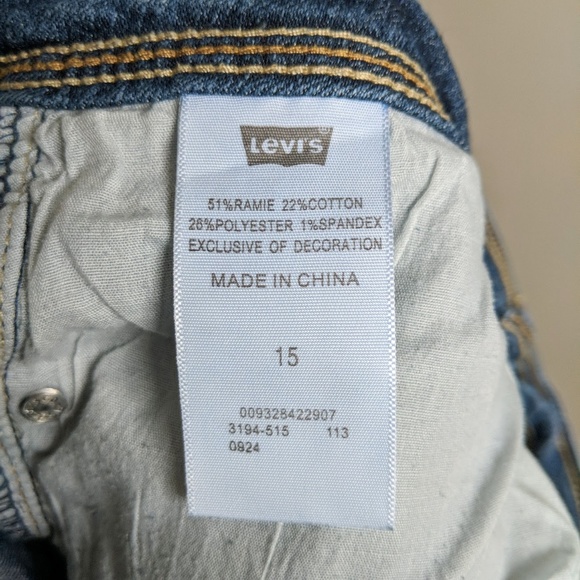 Levi's®
51%RAMIE 22%COTTON
26%POLYESTER 1%SPANDEX
EXCLUSIVE OF DECORATION
MADE IN CHINA
15
009328422907
3194-515 113
0924